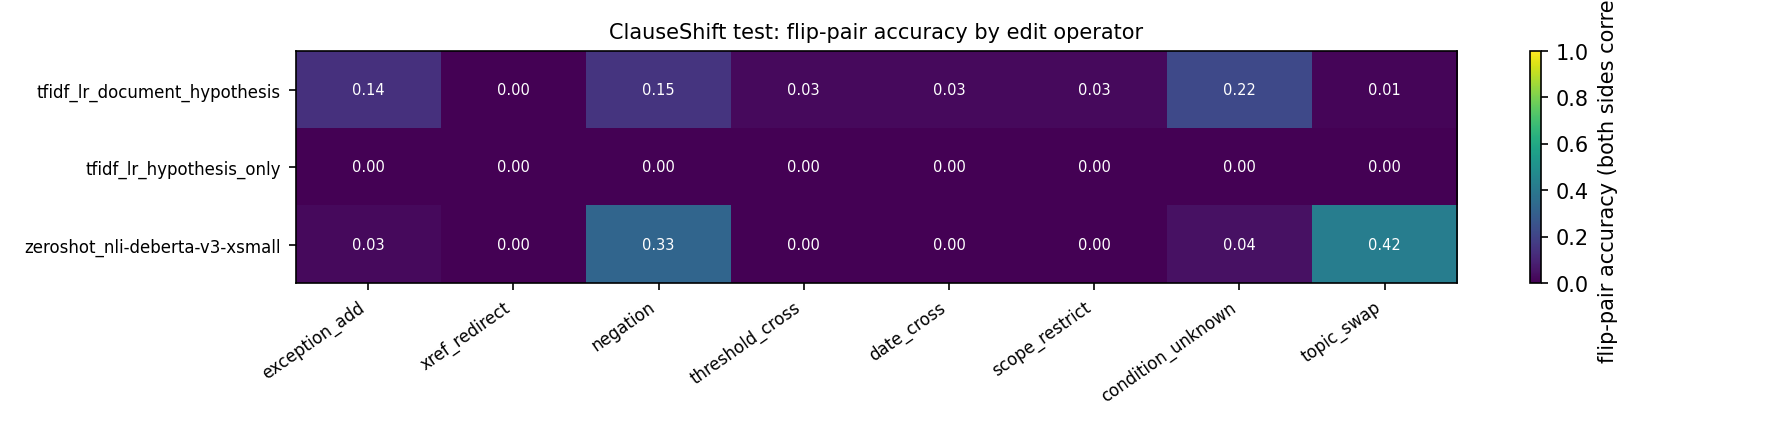 ClauseShift test: flip-pair accuracy by edit operator
tfidf_lr_document_hypothesis 0.14 0.00 0.15 0.03 0.03 0.03 0.22 0.01
tfidf_lr_hypothesis_only 0.00 0.00 0.00 0.00 0.00 0.00 0.00 0.00
zeroshot_nli-deberta-v3-xsmall 0.03 0.00 0.33 0.00 0.00 0.00 0.04 0.42
exception_add xref_redirect negation threshold_cross date_cross scope_restrict condition_unknown topic_swap
1.0
0.8
0.6
0.4
0.2
0.0
flip-pair accuracy (both sides corre